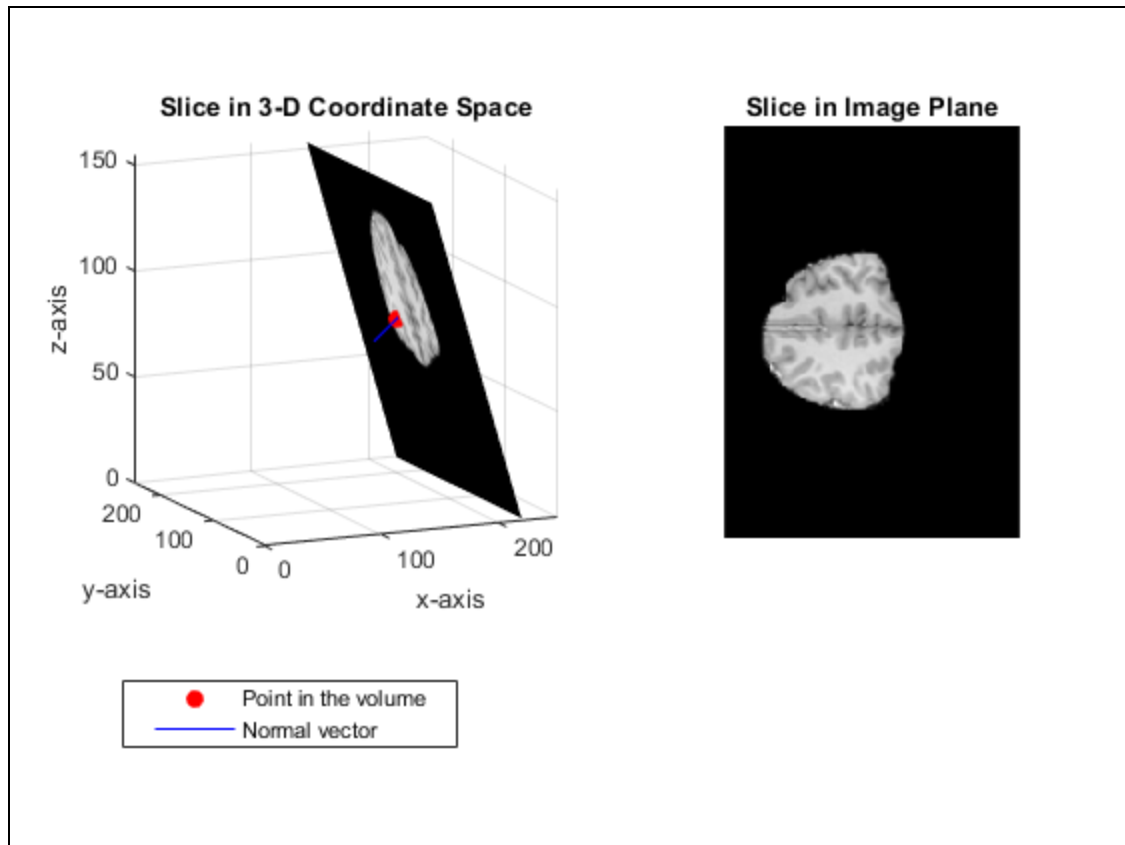 Slice in 3-D Coordinate Space
Slice in Image Plane
150
100
50
0
z-axis
200
100
0
y-axis
0
100
200
x-axis
Point in the volume
Normal vector